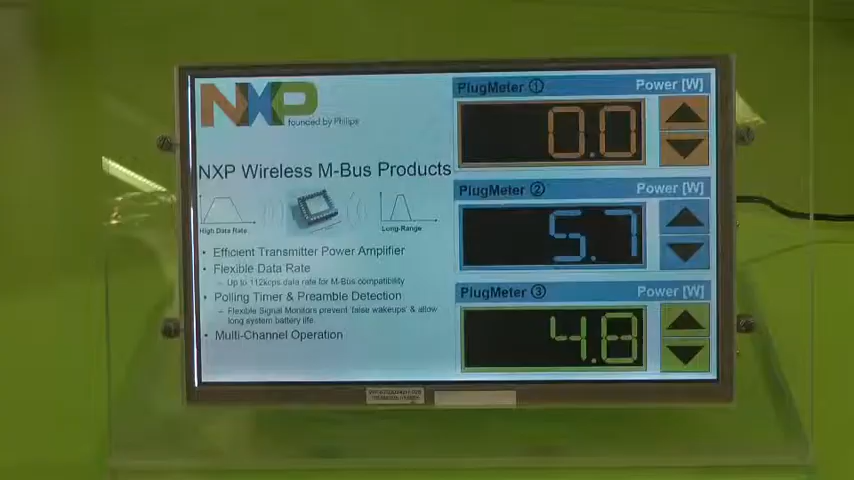 NXP
founded by Philips
NXP Wireless M-Bus Products
High Data Rate
Long-Range
• Efficient Transmitter Power Amplifier
• Flexible Data Rate
– Up to 112kcps data rate for M-Bus compatibility
• Polling Timer & Preamble Detection
– Flexible Signal Monitors prevent 'false wakeups' & allow
long system battery life
• Multi-Channel Operation
PlugMeter ① Power [W]
0.0
PlugMeter ② Power [W]
5.7
PlugMeter ③ Power [W]
4.8